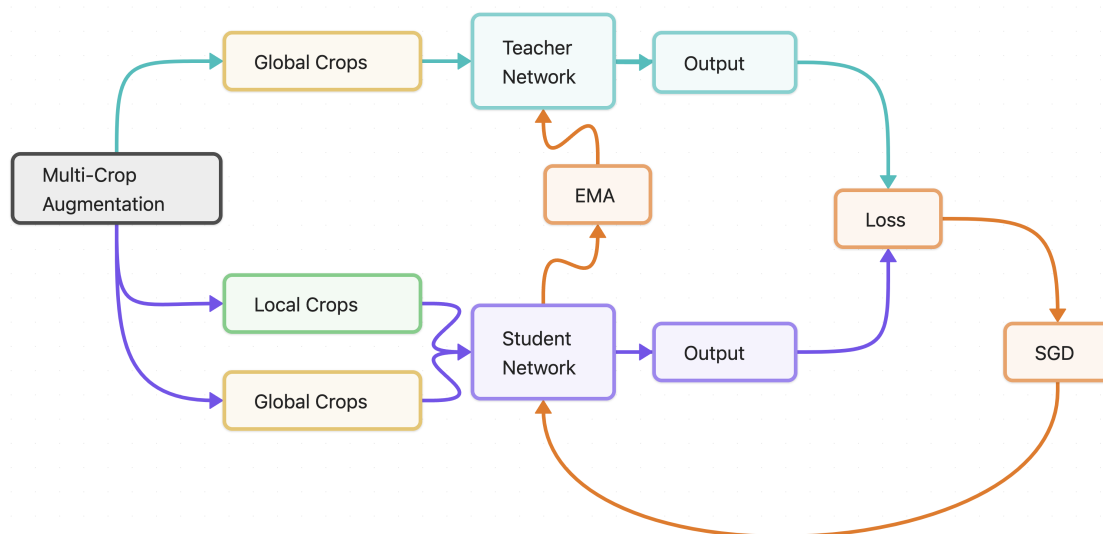 Global Crops
Teacher
Network
Output
Multi-Crop
Augmentation
EMA
Loss
Local Crops
Student
Network
Output
SGD
Global Crops